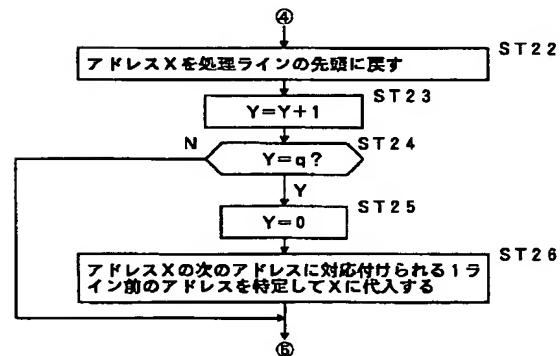 ④
ST22
アドレスXを処理ラインの先頭に戻す
ST23
Y=Y+1
ST24
N
Y=q?
Y
ST25
Y=0
ST26
アドレスXの次のアドレスに対応付けられる1ラ
イン前のアドレスを特定してXに代入する
⑤